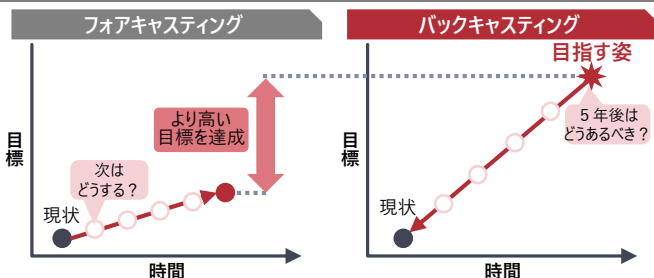 フォアキャスティング
目標
より高い
目標を達成
次は
どうする？
現状
時間
バックキャスティング
目指す姿
5年後は
どうあるべき？
目標
現状
時間